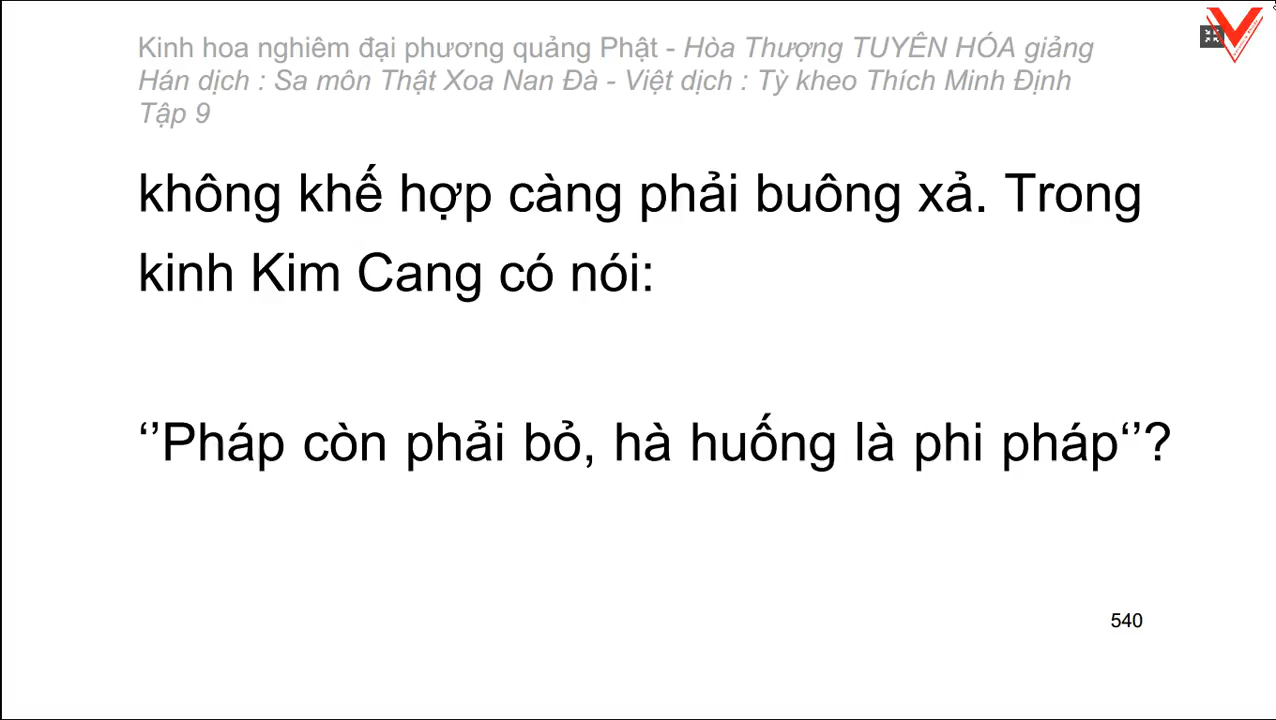 Kinh hoa nghiêm đại phương quảng Phật - Hòa Thượng TUYÊN HÓA giảng
Hán dịch : Sa môn Thật Xoa Nan Đà - Việt dịch : Tỳ kheo Thích Minh Định
Tập 9
không khế hợp càng phải buông xả. Trong
kinh Kim Cang có nói:
‘’Pháp còn phải bỏ, hà huống là phi pháp‘’?
540